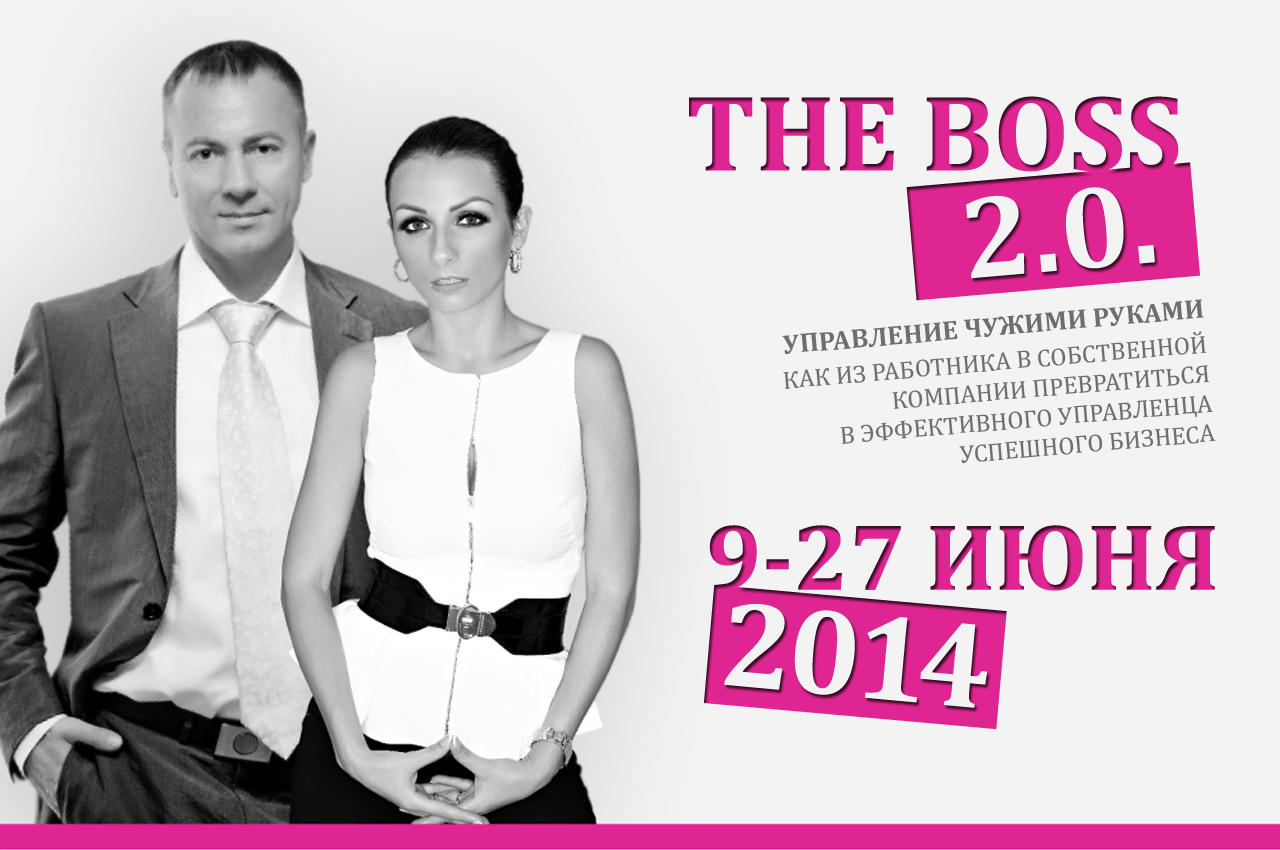 THE BOSS
2.0.
УПРАВЛЕНИЕ ЧУЖИМИ РУКАМИ
КАК ИЗ РАБОТНИКА В СОБСТВЕННОЙ
КОМПАНИИ ПРЕВРАТИТЬСЯ
В ЭФФЕКТИВНОГО УПРАВЛЕНЦА
УСПЕШНОГО БИЗНЕСА
9-27 ИЮНЯ
2014